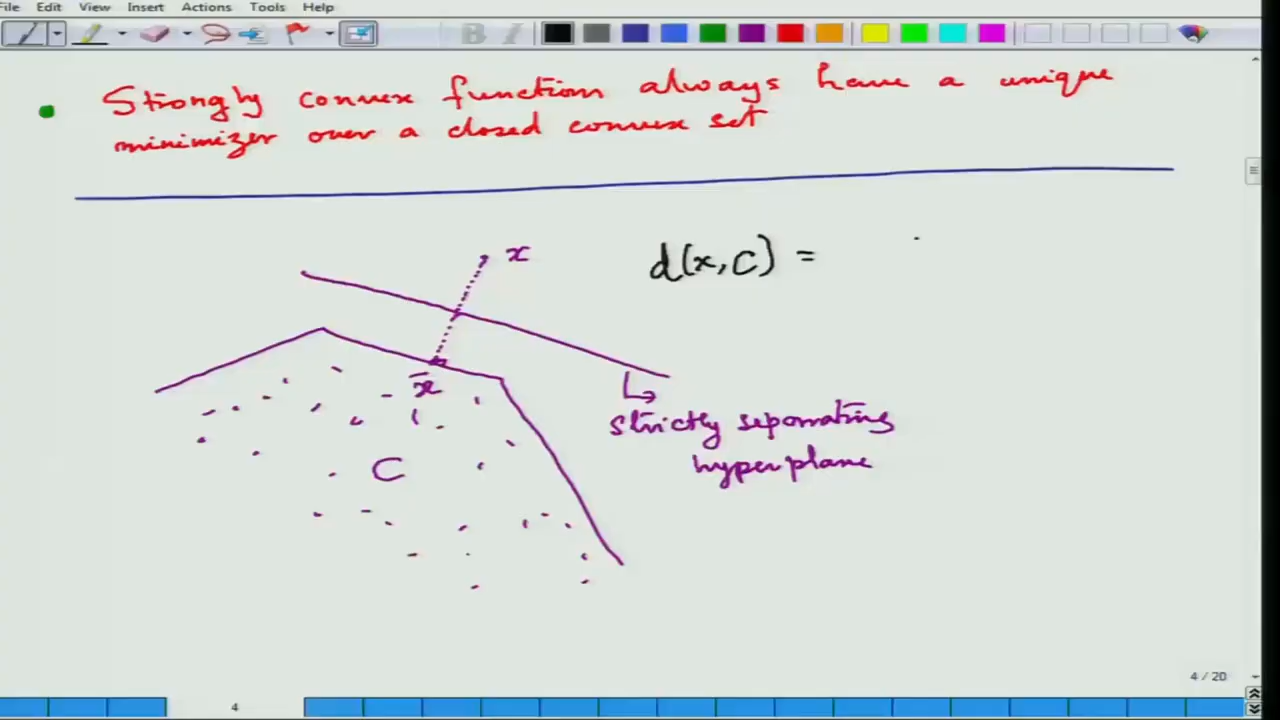 File Edit View Insert Actions Tools Help
B I
Strongly convex function always have a unique
minimizer over a closed convex set
x
d(x, C) =
x̄
C
Strictly separating
hyperplane
4 / 20
4